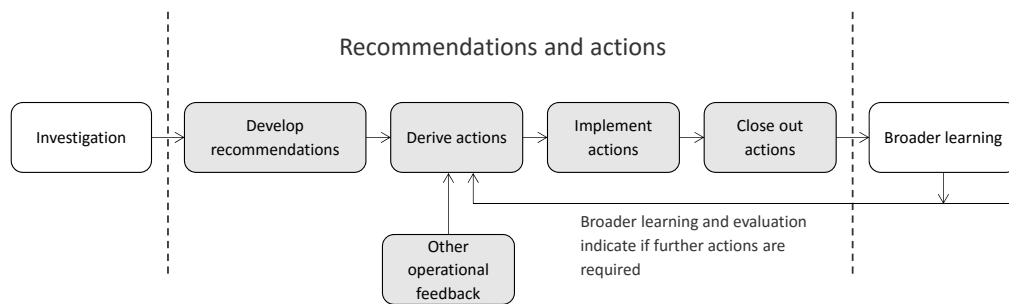 Recommendations and actions
Investigation
Develop
recommendations
Derive actions
Implement
actions
Close out
actions
Broader learning
Other
operational
feedback
Broader learning and evaluation
indicate if further actions are
required